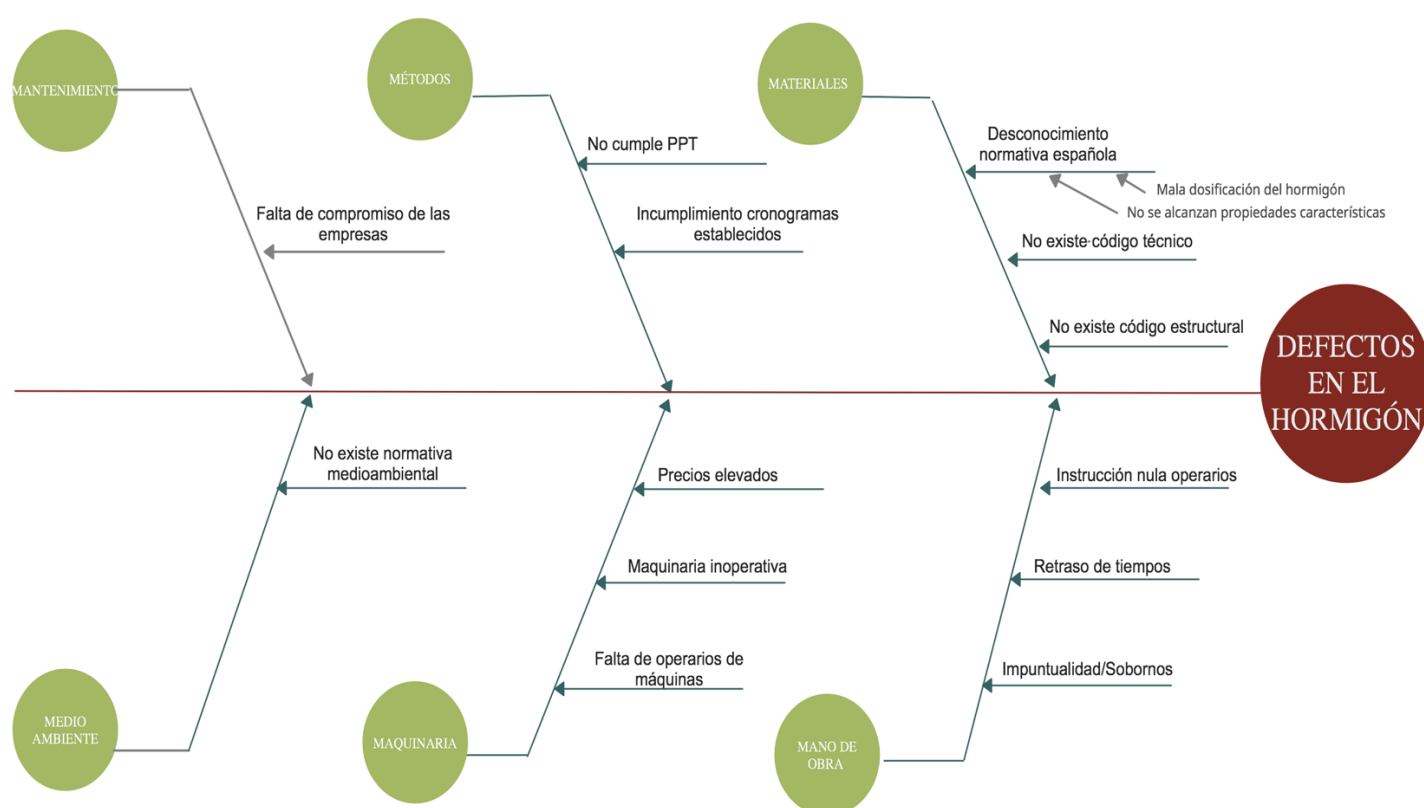 MANTENIMIENTO
MÉTODOS
MATERIALES
No cumple PPT
Desconocimiento
normativa española
Mala dosificación del hormigón
No se alcanzan propiedades características
Falta de compromiso de las
empresas
Incumplimiento cronogramas
establecidos
No existe código técnico
No existe código estructural
DEFECTOS
EN EL
HORMIGÓN
No existe normativa
medioambiental
Precios elevados
Instrucción nula operarios
Maquinaria inoperativa
Retraso de tiempos
Falta de operarios de
máquinas
Impuntualidad/Sobornos
MEDIO
AMBIENTE
MAQUINARIA
MANO DE
OBRA